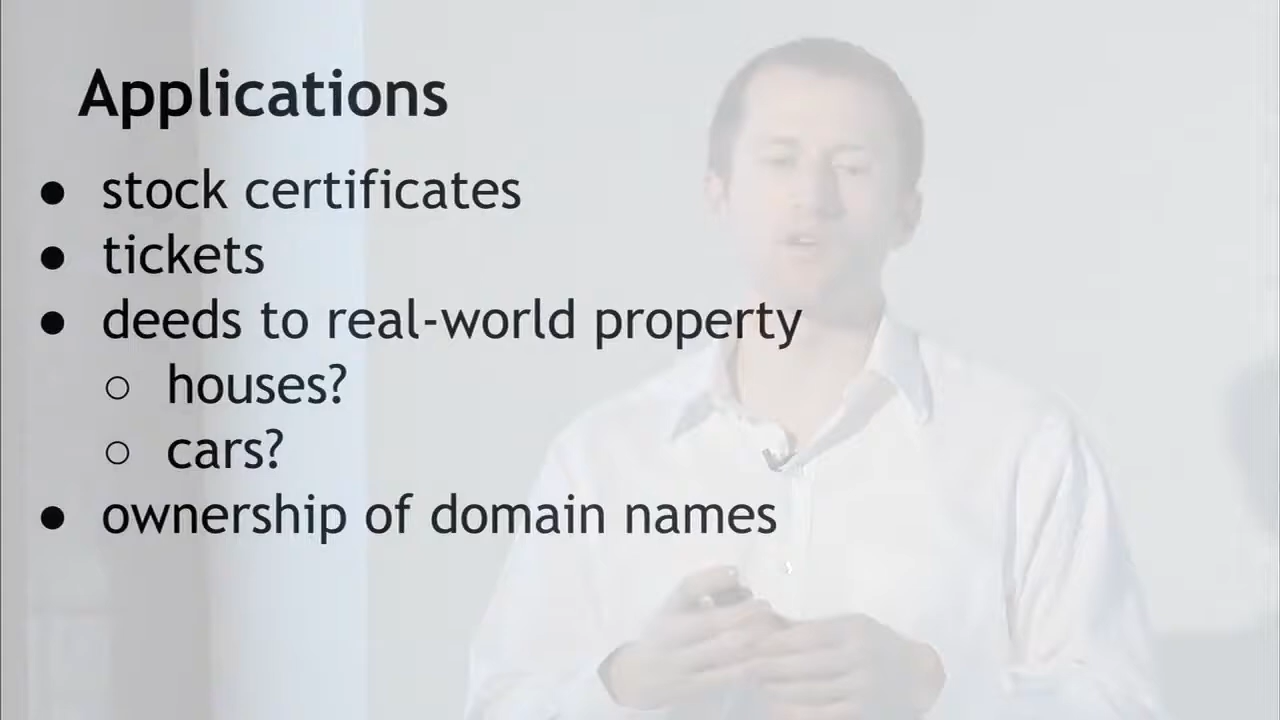 Applications
● stock certificates
● tickets
● deeds to real-world property
○ houses?
○ cars?
● ownership of domain names